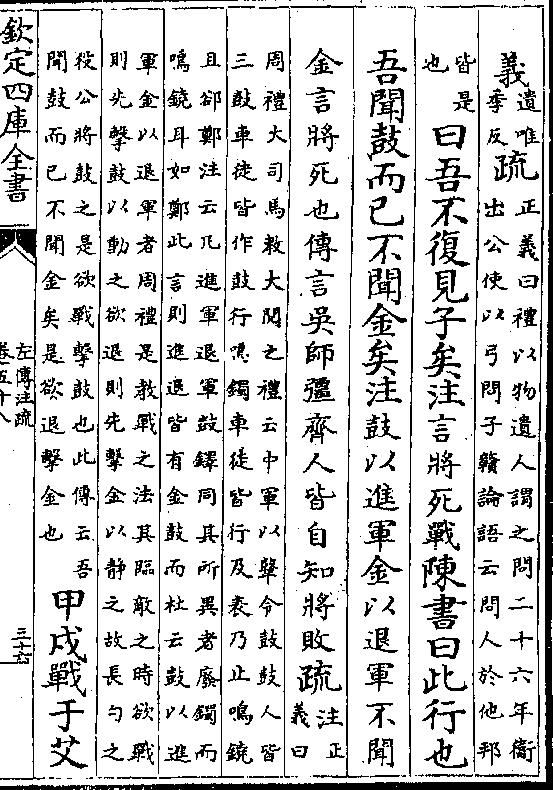 義遺唯季反疏正義曰禮以物遺人謂之問二十六年衞出公使以弓問子贛論語云問人於他邦
皆是也曰吾不復見子矣注言將死戰陳書曰此行也
吾聞鼓而已不聞金矣注鼓以進軍金以退軍不聞
金言將死也傳言吳師彊齊人皆自知將敗疏注正義曰
周禮大司馬教大閱之禮云中軍以鼙令鼓鼓人皆
三鼓車徒皆作鼓行鳴鐲車徒皆行及表乃止鳴鐃
且卻鄭注云凡進軍退軍鼓鐸同其所異者廢鐲而
鳴鐃耳如鄭此言則進退皆有金鼓而杜云鼓以進
軍金以退軍者周禮是教戰之法其臨敵之時欲戰
則先擊鼓以動之欲退則先擊金以静之故長勺之
役公將鼓之是欲戰擊鼓也此傳云吾
聞鼓而已不聞金矣是欲退擊金也甲戌戰于艾
欽定四庫全書
左傳注疏
卷五十八
三十六